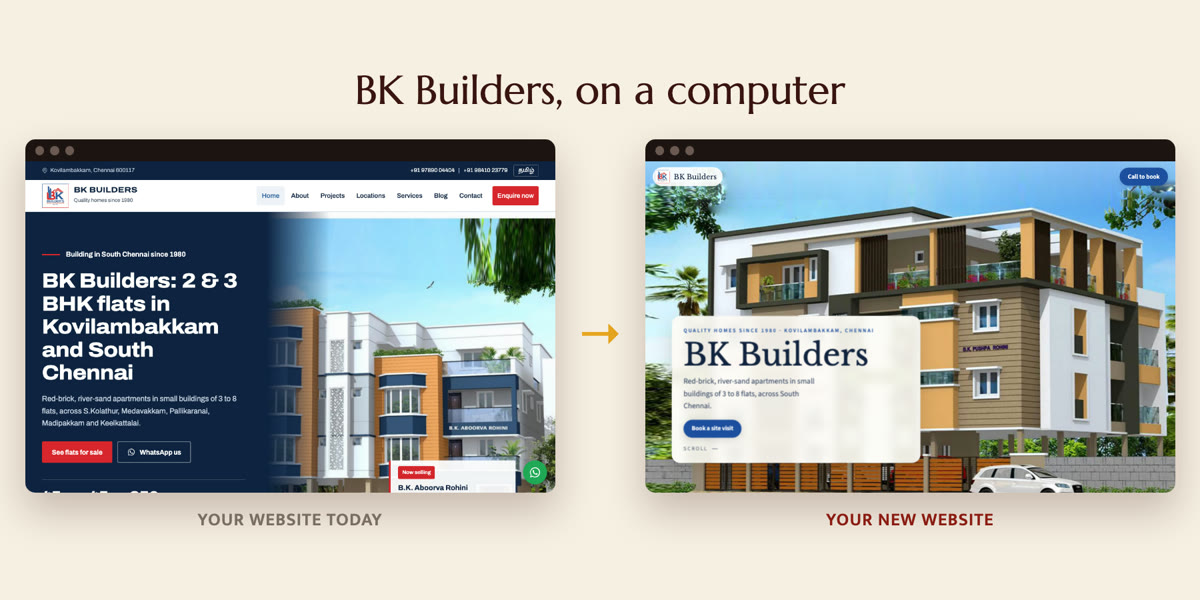 BK Builders, on a computer
Kovilambakkam, Chennai 600117
+91 97890 04404 | +91 98410 23779
தமிழ்
BK BUILDERS
Quality homes since 1980
Home About Projects Locations Services Blog Contact Enquire now
Building in South Chennai since 1980
BK Builders: 2 & 3
BHK flats in
Kovilambakkam
and South
Chennai
Red-brick, river-sand apartments in small buildings of 3 to 8
flats, across S.Kolathur, Medavakkam, Pallikaranai,
Madipakkam and Keelkattalai.
See flats for sale
WhatsApp us
B.K. ABOORVA ROHINI
Now selling
B.K. Aboorva Rohini
YOUR WEBSITE TODAY
BK Builders
Call to book
B.K. PUSHPA ROHINI
QUALITY HOMES SINCE 1980 · KOVILAMBAKKAM, CHENNAI
BK Builders
Red-brick, river-sand apartments in small
buildings of 3 to 8 flats, across South
Chennai.
Book a site visit
SCROLL —
YOUR NEW WEBSITE